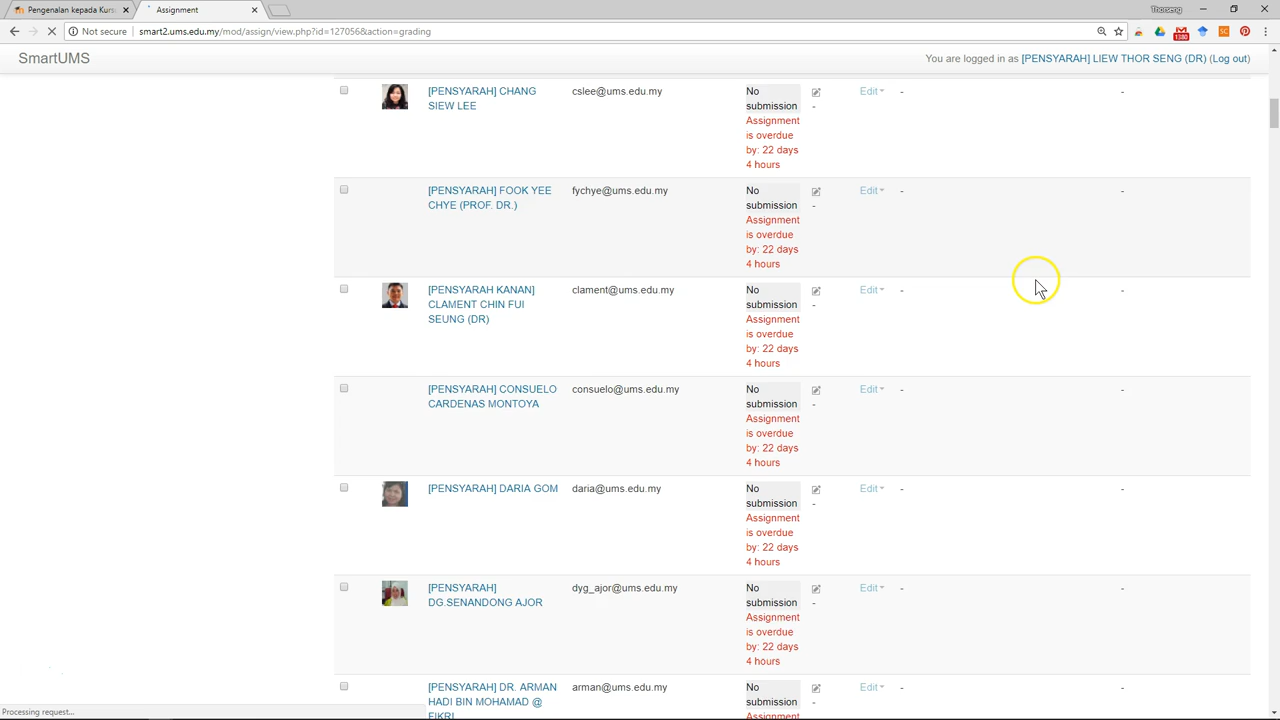 Pengenalan kepada Kurs
Assignment
Thorseng
Not secure
smart2.ums.edu.my/mod/assign/view.php?id=127056&action=grading
1380
SC
SmartUMS
You are logged in as [PENSYARAH] LIEW THOR SENG (DR) (Log out)
[PENSYARAH] CHANG
SIEW LEE
cslee@ums.edu.my
No
submission
Assignment
is overdue
by: 22 days
4 hours
-
Edit
-
-
[PENSYARAH] FOOK YEE
CHYE (PROF. DR.)
fychye@ums.edu.my
No
submission
Assignment
is overdue
by: 22 days
4 hours
-
Edit
-
-
[PENSYARAH KANAN]
CLAMENT CHIN FUI
SEUNG (DR)
clament@ums.edu.my
No
submission
Assignment
is overdue
by: 22 days
4 hours
-
Edit
-
-
[PENSYARAH] CONSUELO
CARDENAS MONTOYA
consuelo@ums.edu.my
No
submission
Assignment
is overdue
by: 22 days
4 hours
-
Edit
-
-
[PENSYARAH] DARIA GOM
daria@ums.edu.my
No
submission
Assignment
is overdue
by: 22 days
4 hours
-
Edit
-
-
[PENSYARAH]
DG.SENANDONG AJOR
dyg_ajor@ums.edu.my
No
submission
Assignment
is overdue
by: 22 days
4 hours
-
Edit
-
-
[PENSYARAH] DR. ARMAN
HADI BIN MOHAMAD @
FIKRI
arman@ums.edu.my
No
submission
Assignment
-
Edit
-
-
Processing request...